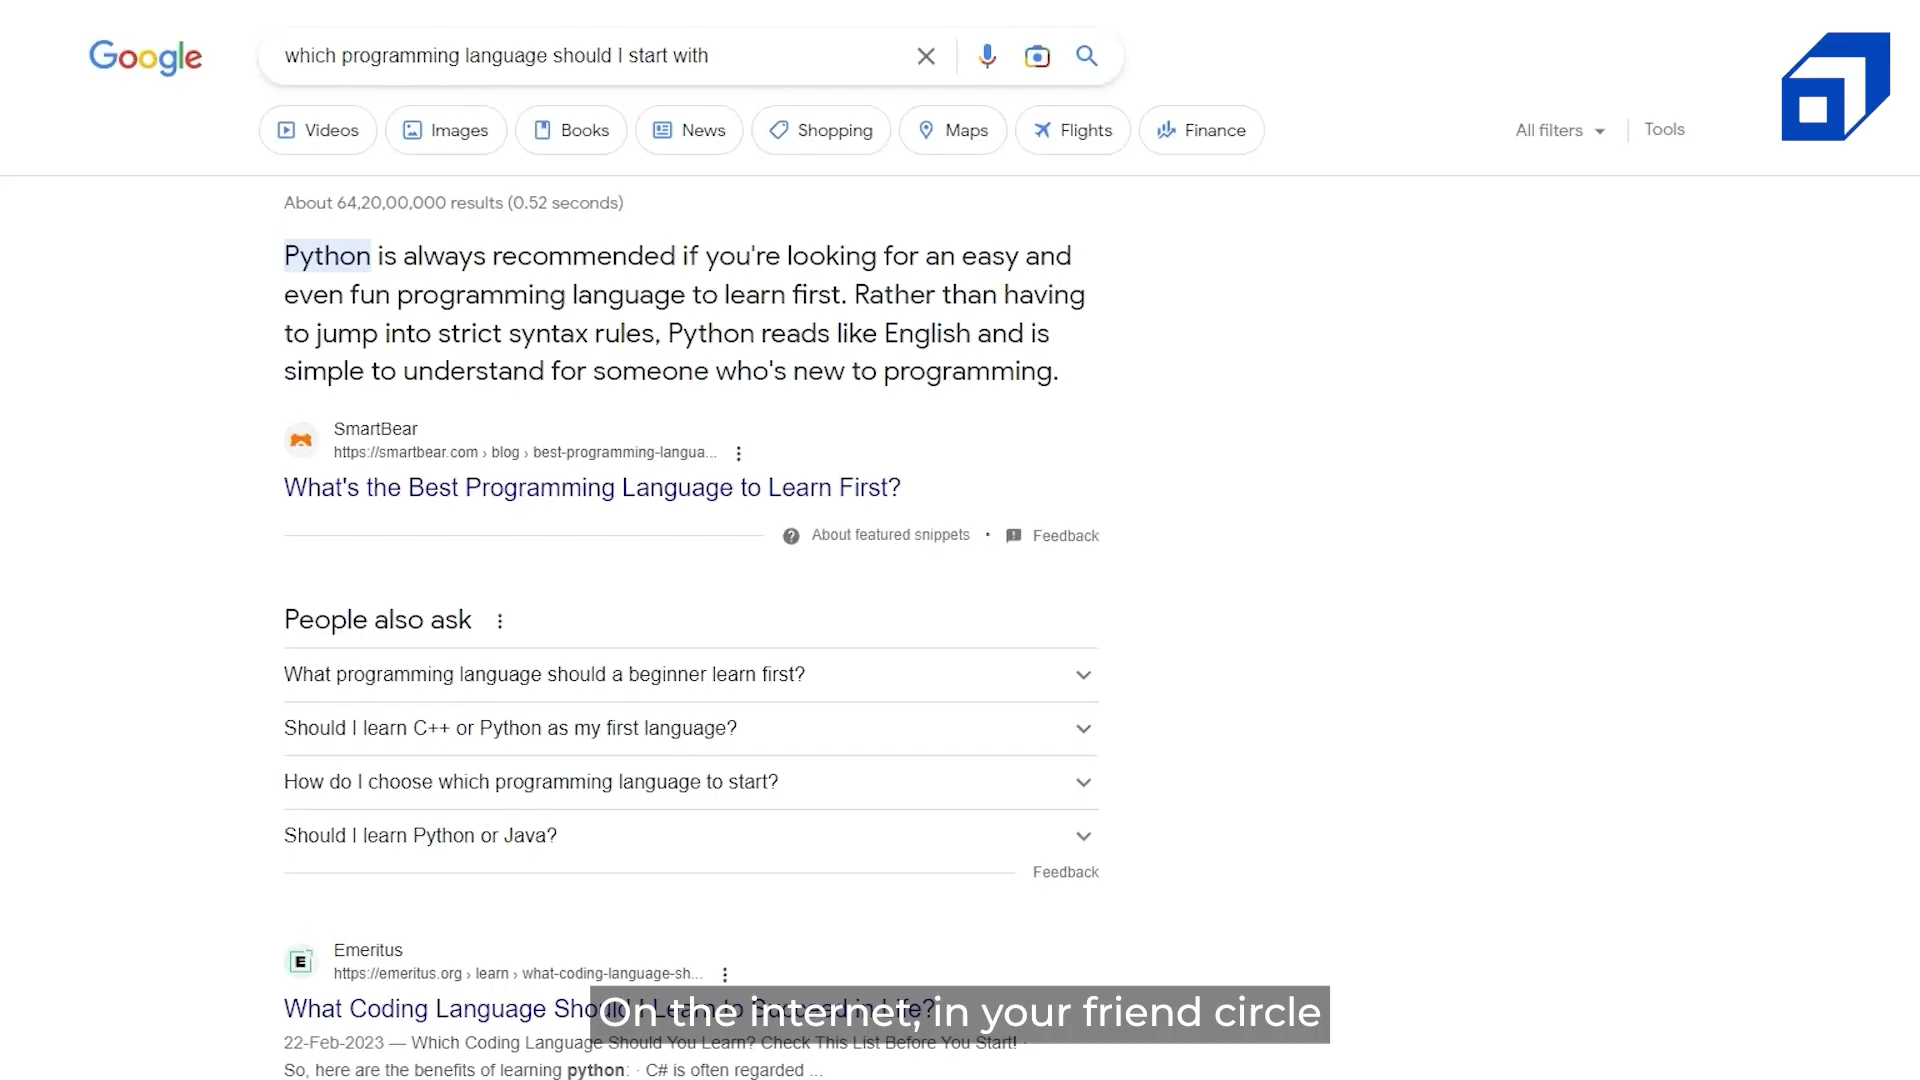 Google
which programming language should I start with
Videos
Images
Books
News
Shopping
Maps
Flights
Finance
All filters
Tools
About 64,20,00,000 results (0.52 seconds)
Python is always recommended if you're looking for an easy and
even fun programming language to learn first. Rather than having
to jump into strict syntax rules, Python reads like English and is
simple to understand for someone who's new to programming.
SmartBear
https://smartbear.com › blog › best-programming-langua...
What's the Best Programming Language to Learn First?
About featured snippets · Feedback
People also ask
What programming language should a beginner learn first?
Should I learn C++ or Python as my first language?
How do I choose which programming language to start?
Should I learn Python or Java?
Feedback
E
Emeritus
https://emeritus.org › learn › what-coding-language-sh...
What Coding Language Should I Learn to Succeed in Life?
On the internet, in your friend circle
22-Feb-2023 — Which Coding Language Should You Learn? Check This List Before You Start! ·
So, here are the benefits of learning python: · C# is often regarded ...